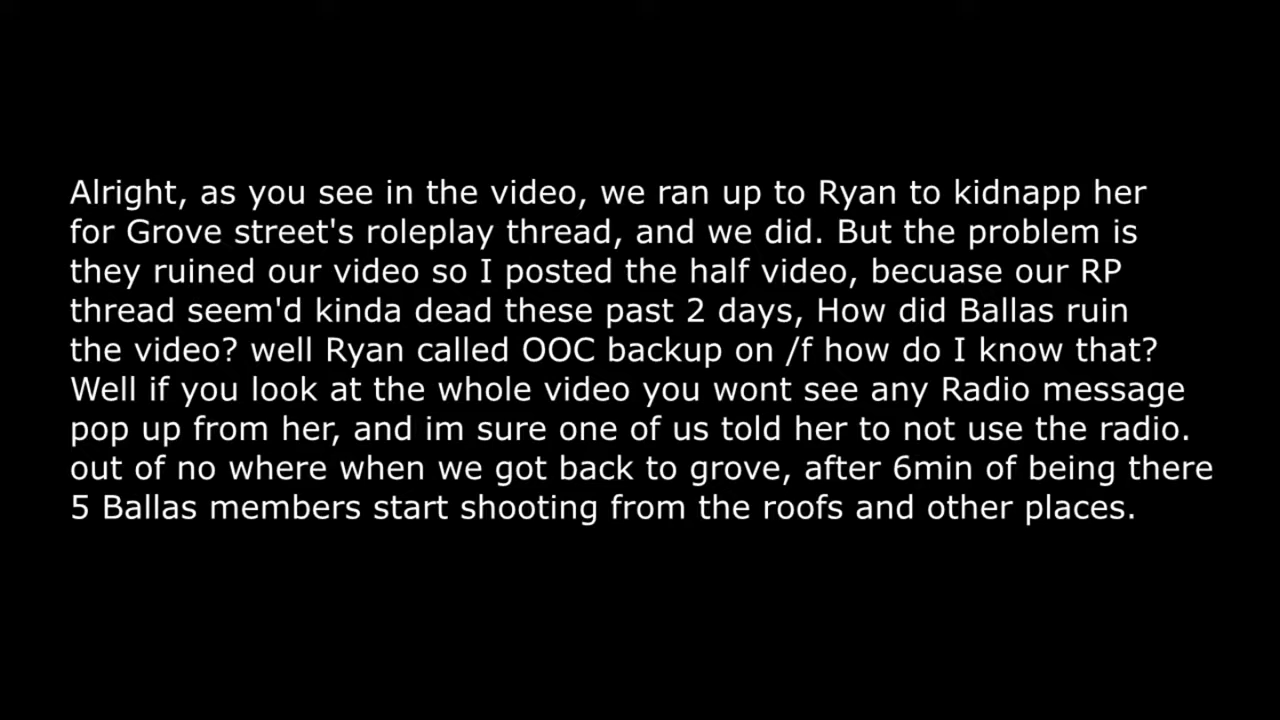 Alright, as you see in the video, we ran up to Ryan to kidnapp her
for Grove street's roleplay thread, and we did. But the problem is
they ruined our video so I posted the half video, becuase our RP
thread seem'd kinda dead these past 2 days, How did Ballas ruin
the video? well Ryan called OOC backup on /f how do I know that?
Well if you look at the whole video you wont see any Radio message
pop up from her, and im sure one of us told her to not use the radio.
out of no where when we got back to grove, after 6min of being there
5 Ballas members start shooting from the roofs and other places.